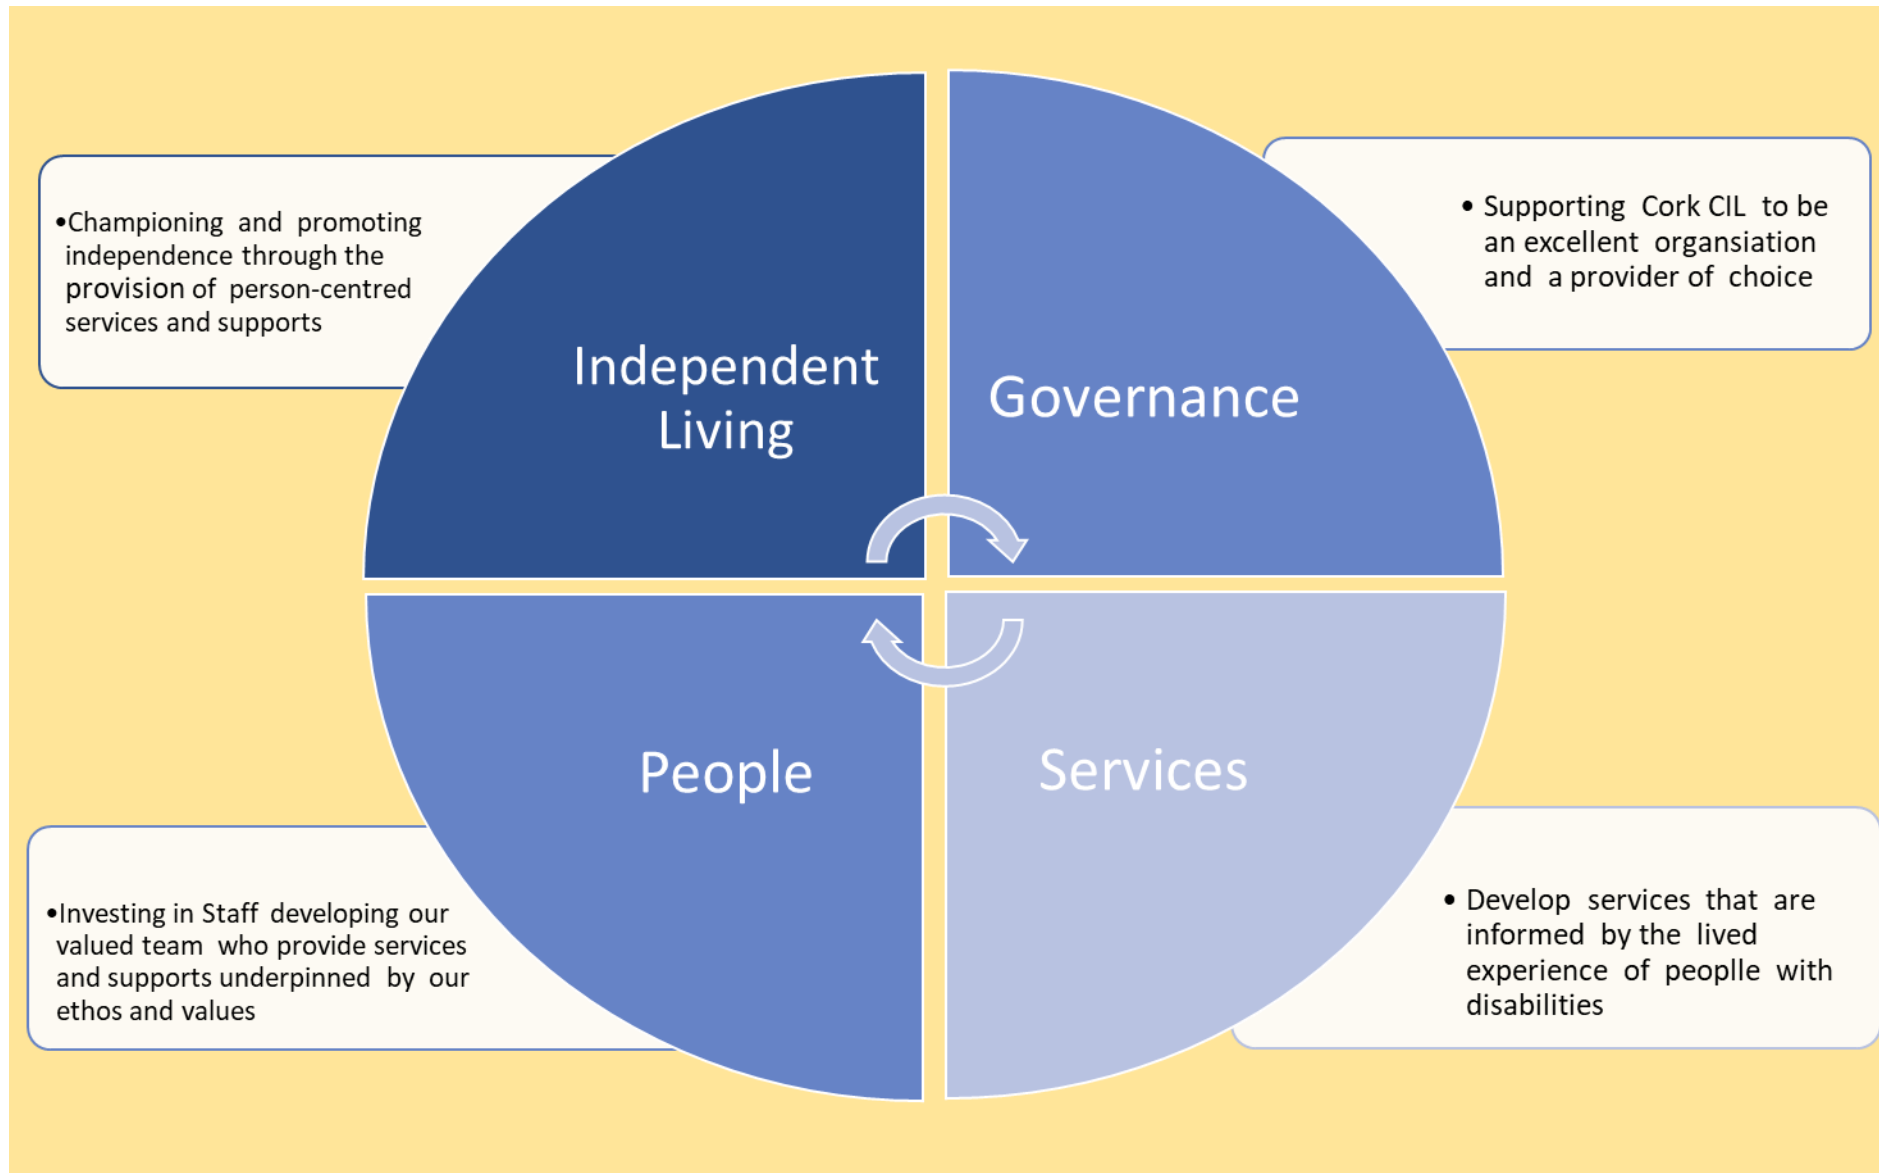 •Championing and promoting
independence through the
provision of person-centred
services and supports
Independent
Living
Governance
• Supporting Cork CIL to be
an excellent organsiation
and a provider of choice
People
•Investing in Staff developing our
valued team who provide services
and supports underpinned by our
ethos and values
Services
• Develop services that are
informed by the lived
experience of peoplle with
disabilities